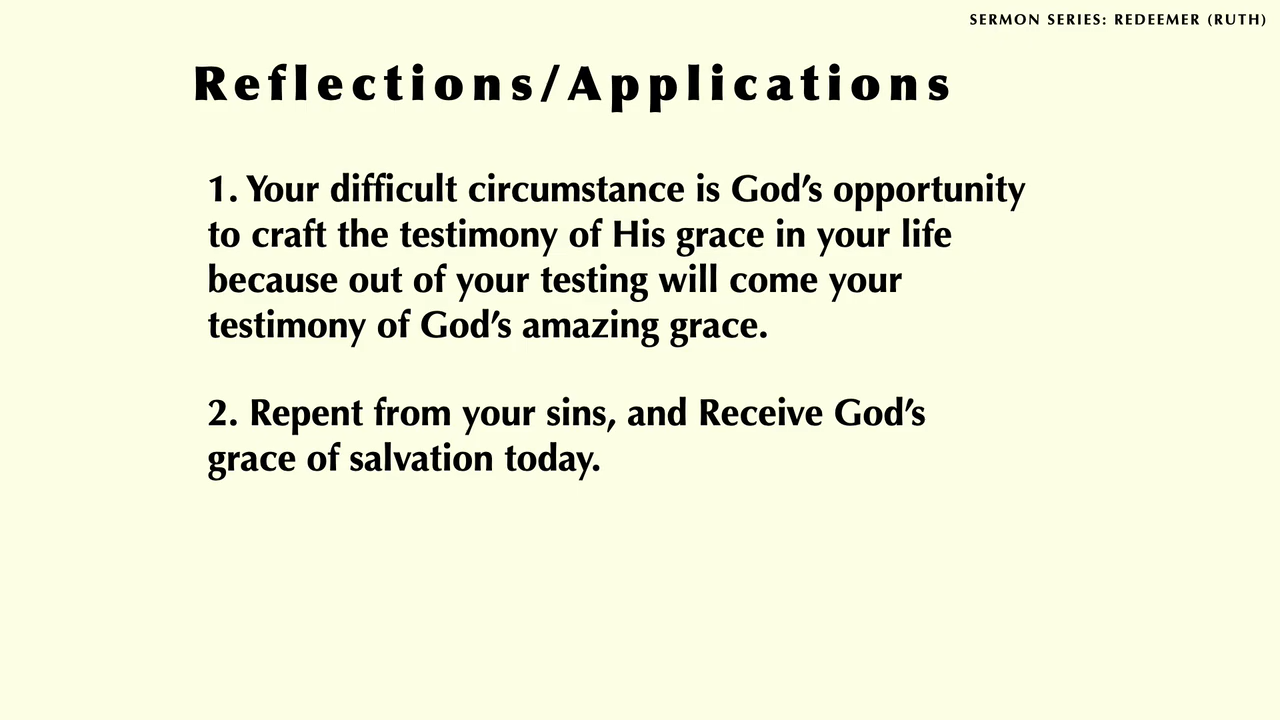 SERMON SERIES: REDEEMER (RUTH)
Reflections/Applications
1. Your difficult circumstance is God’s opportunity
to craft the testimony of His grace in your life
because out of your testing will come your
testimony of God’s amazing grace.
2. Repent from your sins, and Receive God’s
grace of salvation today.